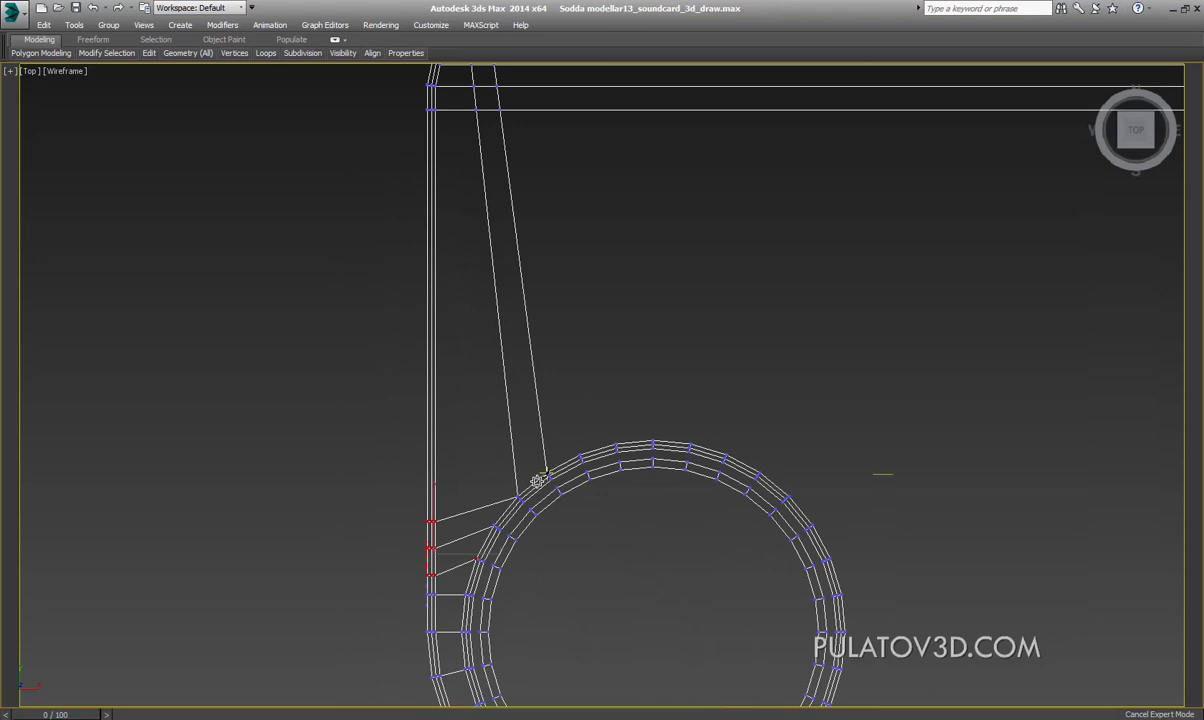 Autodesk 3ds Max 2014 x64 Sodda modellar13_soundcard_3d_draw.max
Workspace: Default
Type a keyword or phrase
Edit Tools Group Views Create Modifiers Animation Graph Editors Rendering Customize MAXScript Help
Modeling Freeform Selection Object Paint Populate
Polygon Modeling Modify Selection Edit Geometry (All) Vertices Loops Subdivision Visibility Align Properties
[+] [Top] [Wireframe]
TOP
E
S
PULATOV3D.COM
0 / 100
Cancel Expert Mode